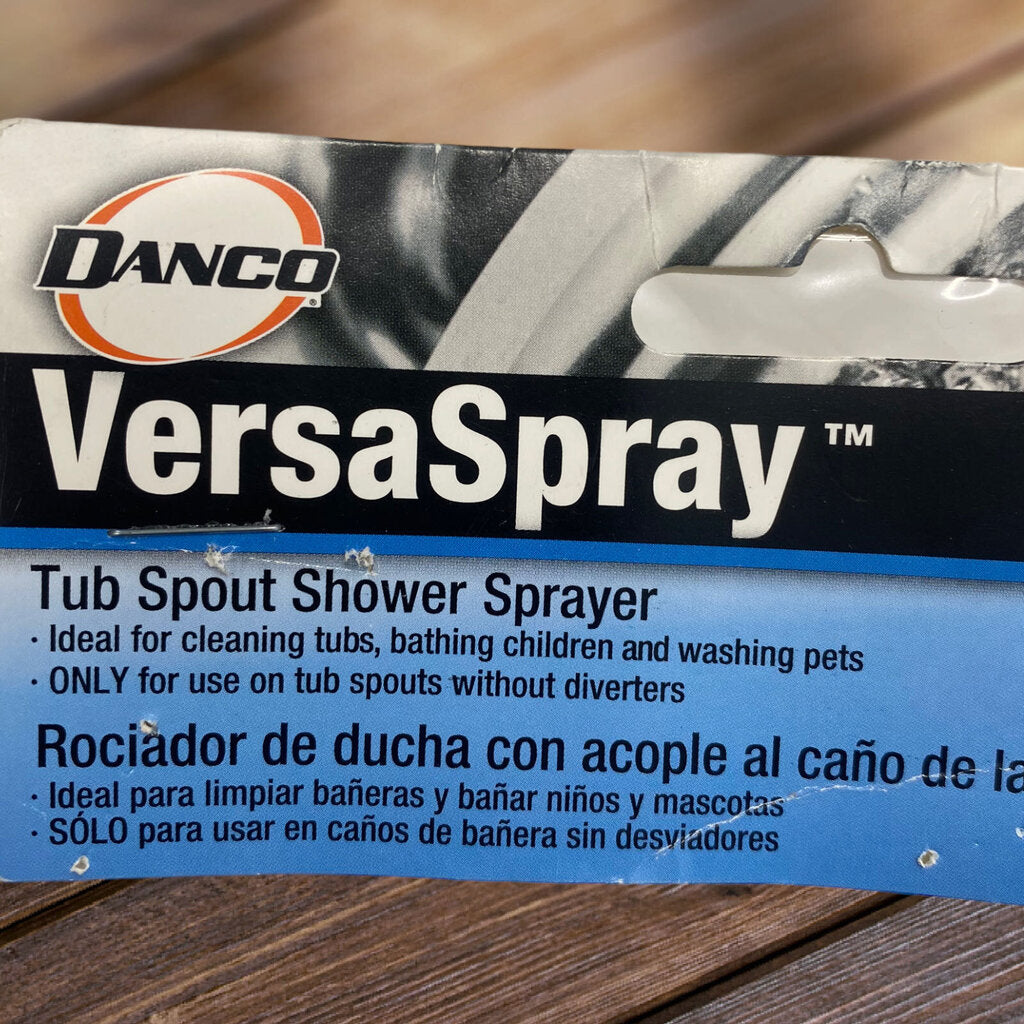 DANCO®
VersaSpray™
Tub Spout Shower Sprayer
· Ideal for cleaning tubs, bathing children and washing pets
· ONLY for use on tub spouts without diverters
Rociador de ducha con acople al caño de la
· Ideal para limpiar bañeras y bañar niños y mascotas
· SÓLO para usar en caños de bañera sin desviadores